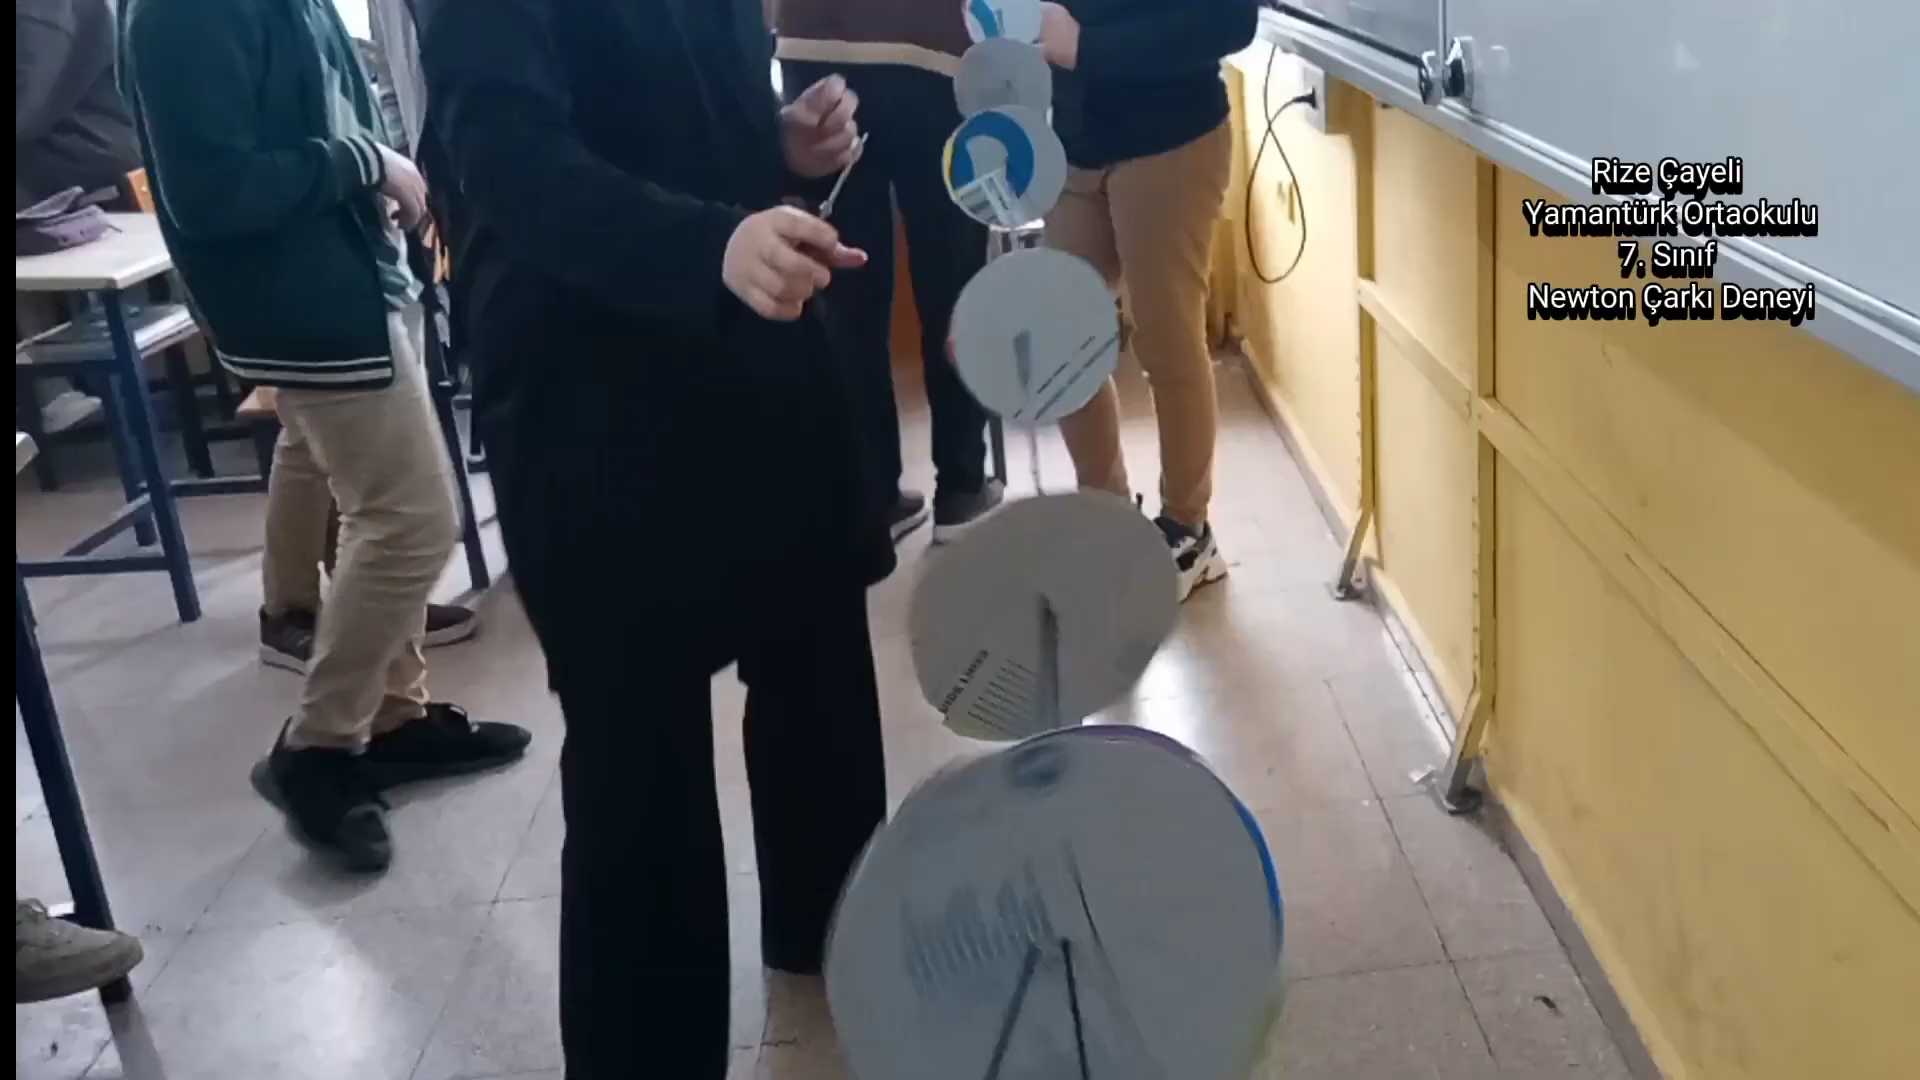 Rize Çayeli
Yamantürk Ortaokulu
7. Sınıf
Newton Çarkı Deneyi